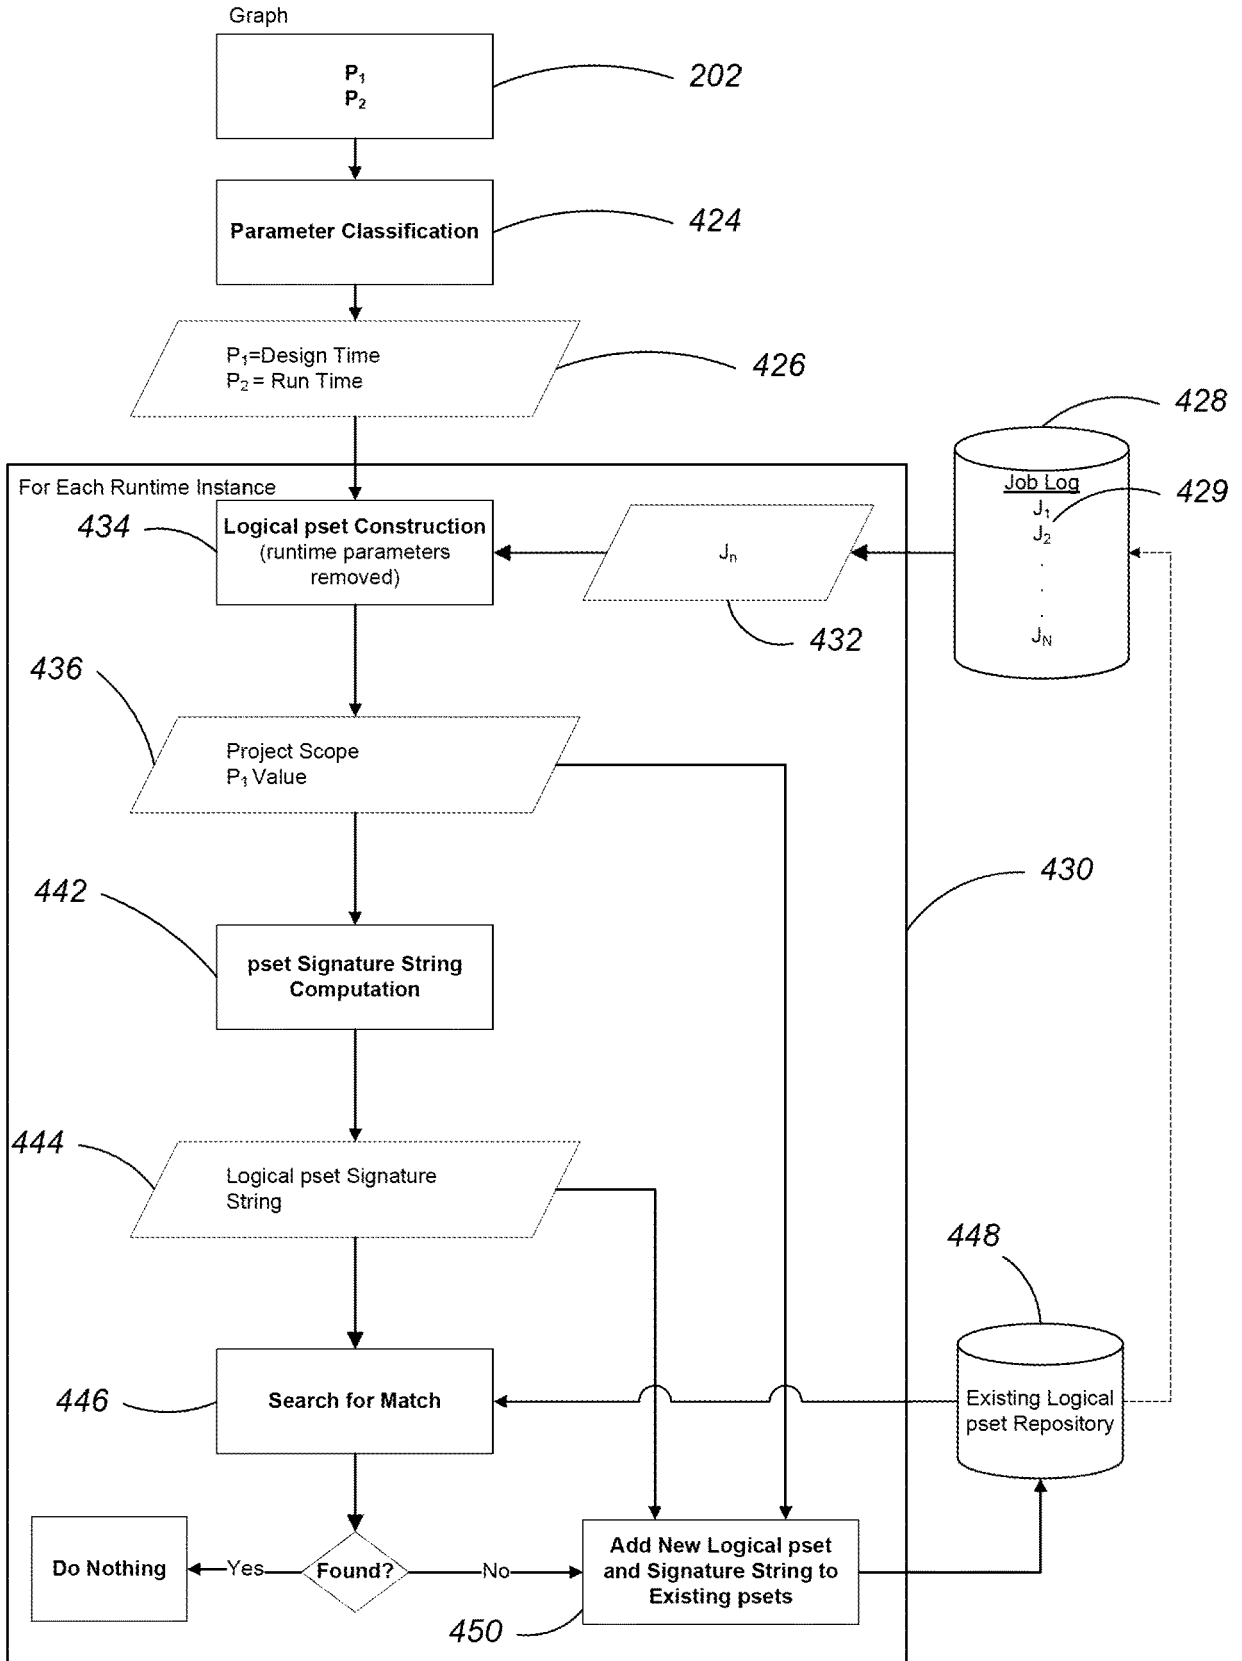 Graph
P₁
P₂
202
Parameter Classification
424
P₁=Design Time
P₂ = Run Time
426
428
Job Log
J₁
429
J₂
.
.
.
J_N
For Each Runtime Instance
434
Logical pset Construction
(runtime parameters
removed)
J_n
432
436
Project Scope
P₁ Value
430
442
pset Signature String
Computation
444
Logical pset Signature
String
448
446
Search for Match
Existing Logical
pset Repository
Do Nothing
Yes
Found?
No
Add New Logical pset
and Signature String to
Existing psets
450